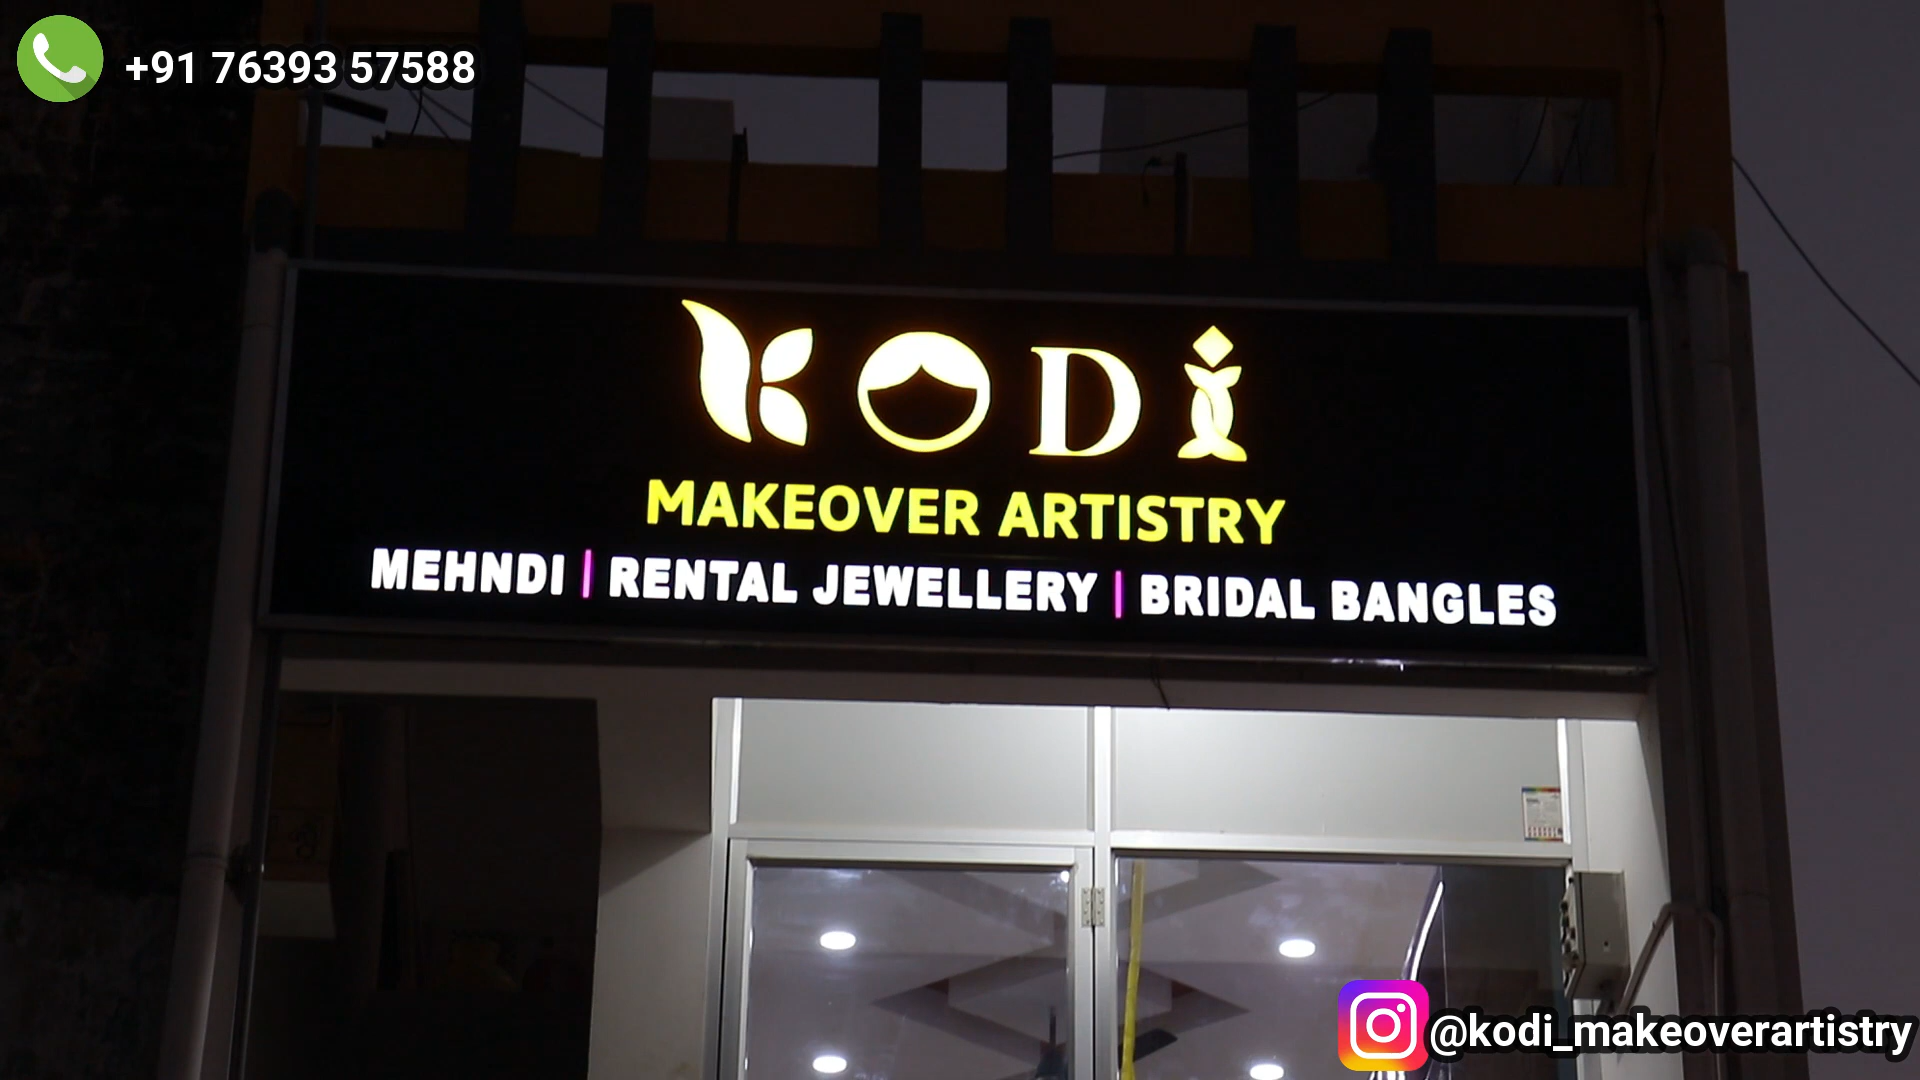 +91 76393 57588
KODi
MAKEOVER ARTISTRY
MEHNDI | RENTAL JEWELLERY | BRIDAL BANGLES
@kodi_makeoverartistry